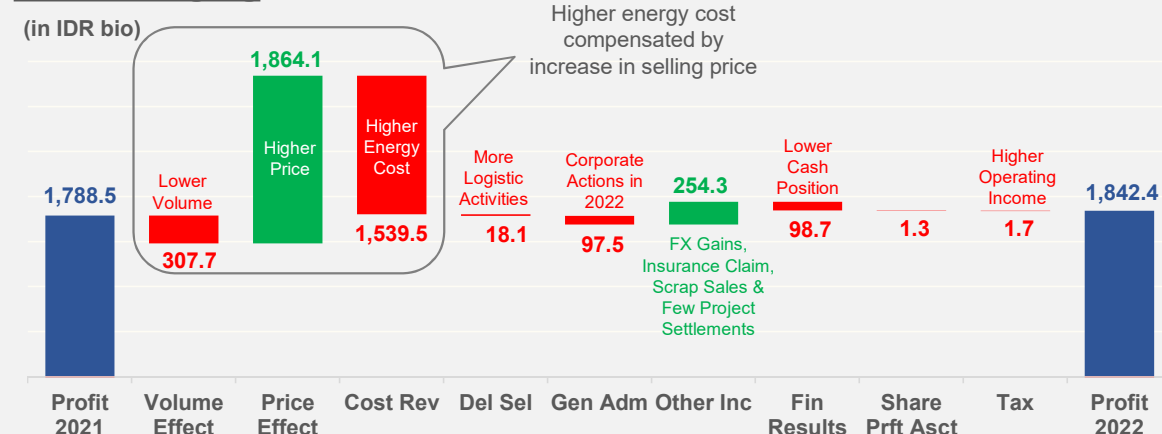 (in IDR bio)
Higher energy cost
compensated by
increase in selling price
1,788.5
Lower
Volume
307.7
1,864.1
Higher
Price
Higher
Energy
Cost
1,539.5
More
Logistic
Activities
18.1
Corporate
Actions in
2022
97.5
254.3
FX Gains,
Insurance Claim,
Scrap Sales &
Few Project
Settlements
Lower
Cash
Position
98.7
1.3
Higher
Operating
Income
1.7
1,842.4
Profit
2021
Volume
Effect
Price
Effect
Cost Rev
Del Sel
Gen Adm
Other Inc
Fin
Results
Share
Prft Asct
Tax
Profit
2022